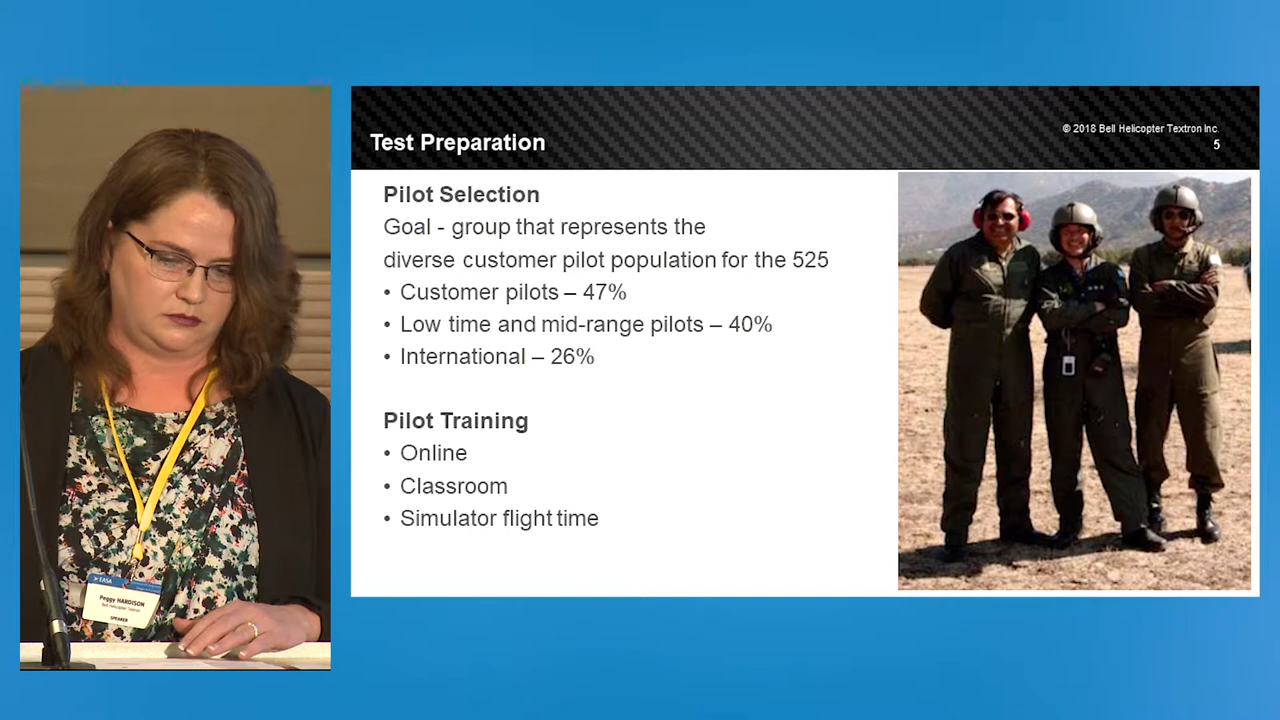 Test Preparation
© 2018 Bell Helicopter Textron Inc.
5
Pilot Selection
Goal - group that represents the
diverse customer pilot population for the 525
• Customer pilots – 47%
• Low time and mid-range pilots – 40%
• International – 26%
Pilot Training
• Online
• Classroom
• Simulator flight time
EASA
Peggy HARDISON
Bell Helicopter Textron
SPEAKER